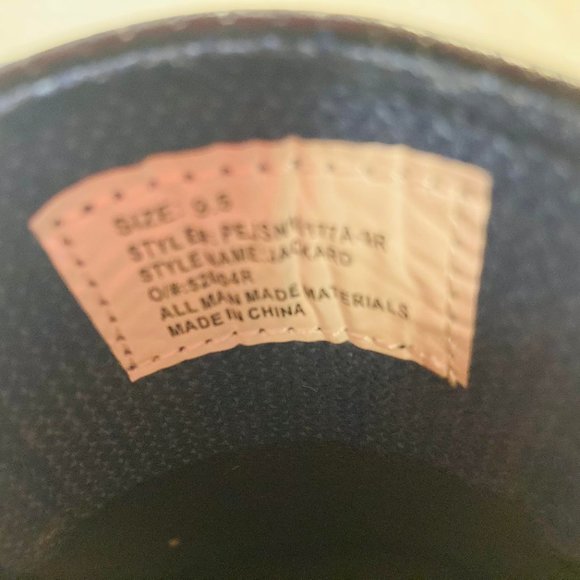 SIZE: 9.5
STYLE#:
STYLE NAME: JACKARD
O/#:
ALL MAN MADE MATERIALS
MADE IN CHINA